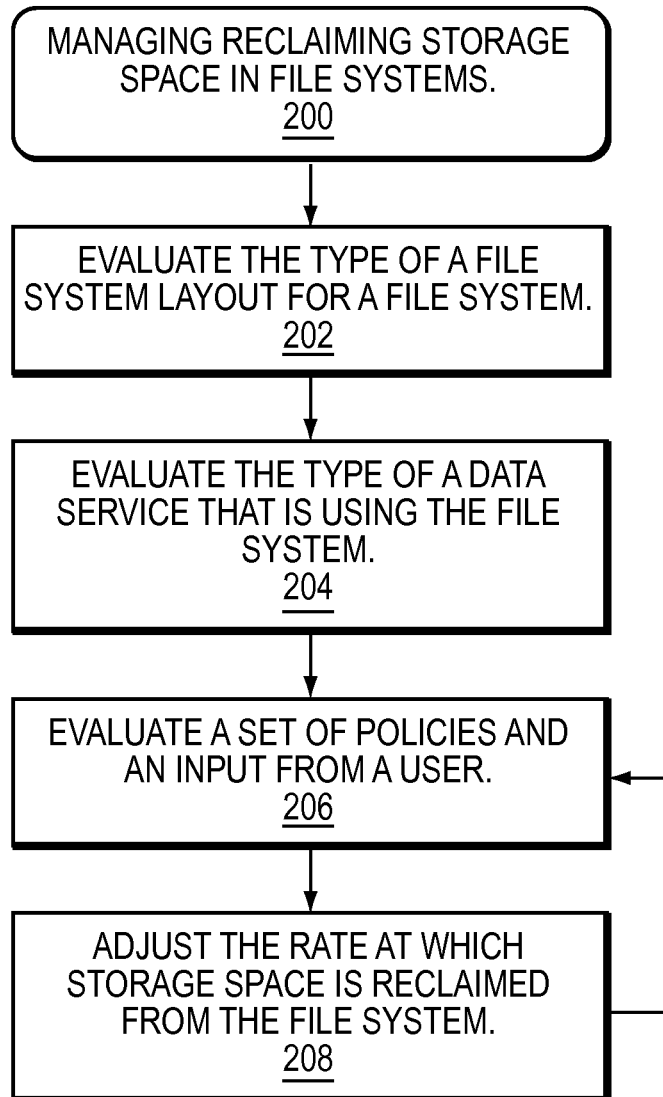 MANAGING RECLAIMING STORAGE
SPACE IN FILE SYSTEMS.
200
EVALUATE THE TYPE OF A FILE
SYSTEM LAYOUT FOR A FILE SYSTEM.
202
EVALUATE THE TYPE OF A DATA
SERVICE THAT IS USING THE FILE
SYSTEM.
204
EVALUATE A SET OF POLICIES AND
AN INPUT FROM A USER.
206
ADJUST THE RATE AT WHICH
STORAGE SPACE IS RECLAIMED
FROM THE FILE SYSTEM.
208